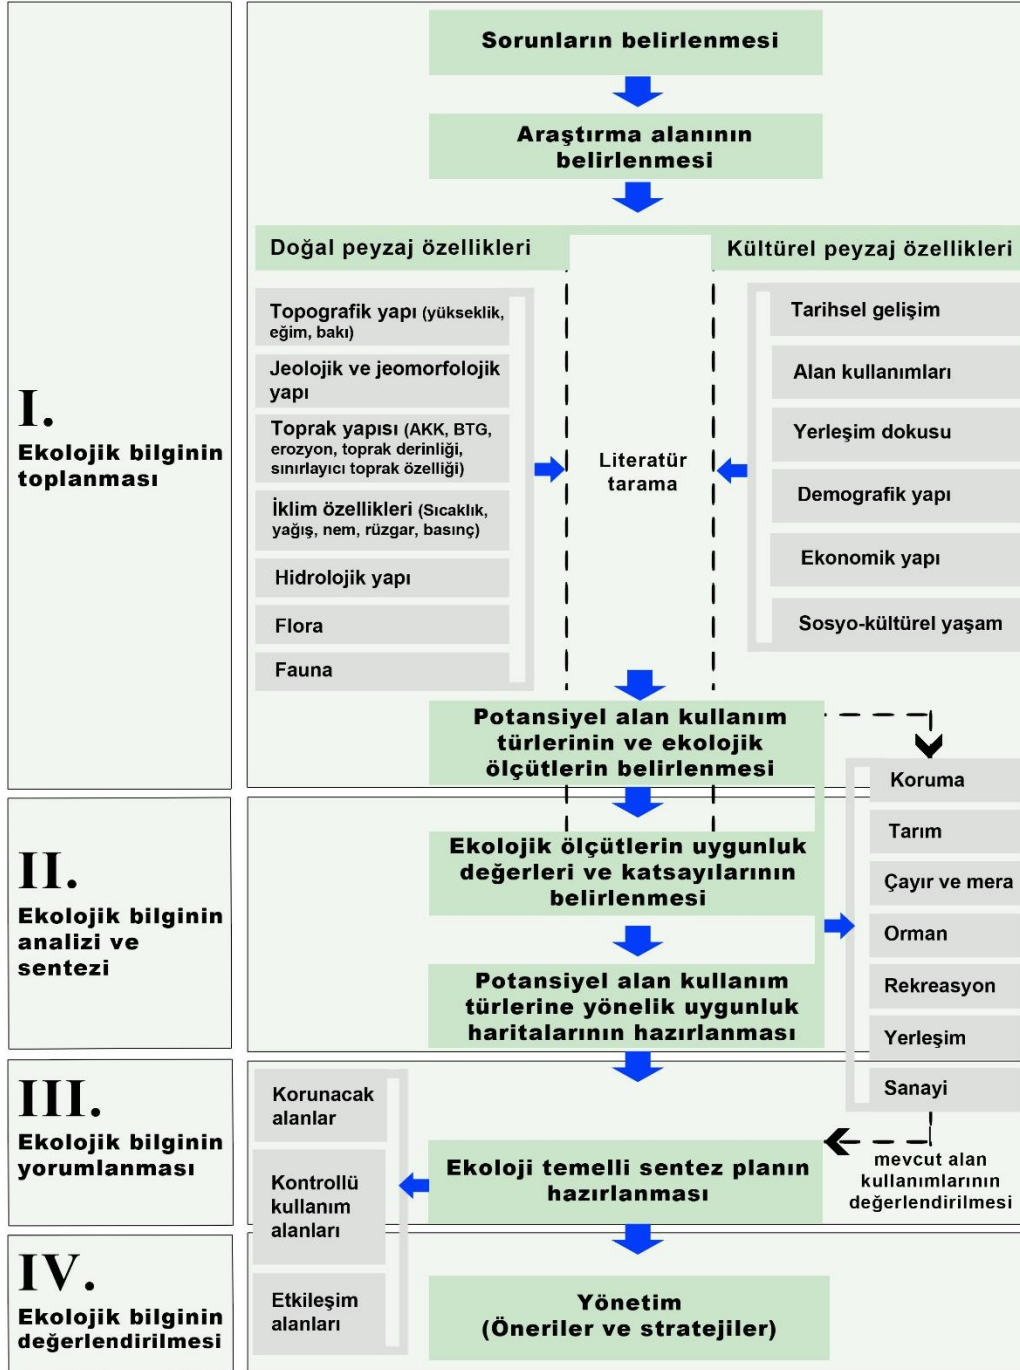 I.
Ekolojik bilginin
toplanması
Sorunların belirlenmesi
Araştırma alanının
belirlenmesi
Doğal peyzaj özellikleri
Topografik yapı (yükseklik,
eğim, bakı)
Jeolojik ve jeomorfolojik
yapı
Toprak yapısı (AKK, BTG,
erozyon, toprak derinliği,
sınırlayıcı toprak özelliği)
İklim özellikleri (Sıcaklık,
yağış, nem, rüzgar, basınç)
Hidrolojik yapı
Flora
Fauna
Literatür
tarama
Kültürel peyzaj özellikleri
Tarihsel gelişim
Alan kullanımları
Yerleşim dokusu
Demografik yapı
Ekonomik yapı
Sosyo-kültürel yaşam
Potansiyel alan kullanım
türlerinin ve ekolojik
ölçütlerin belirlenmesi
II.
Ekolojik bilginin
analizi ve
sentezi
Ekolojik ölçütlerin uygunluk
değerleri ve katsayılarının
belirlenmesi
Potansiyel alan kullanım
türlerine yönelik uygunluk
haritalarının hazırlanması
Koruma
Tarım
Çayır ve mera
Orman
Rekreasyon
Yerleşim
Sanayi
III.
Ekolojik bilginin
yorumlanması
Korunacak
alanlar
Kontrollü
kullanım
alanları
Etkileşim
alanları
Ekoloji temelli sentez planın
hazırlanması
mevcut alan
kullanımlarının
değerlendirilmesi
IV.
Ekolojik bilginin
değerlendirilmesi
Yönetim
(Öneriler ve stratejiler)